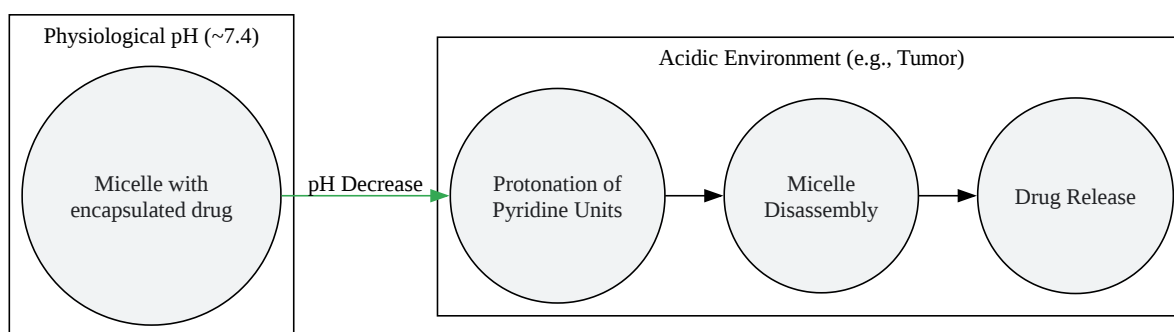 Physiological pH (~7.4)
Micelle with
encapsulated drug
pH Decrease
Acidic Environment (e.g., Tumor)
Protonation of
Pyridine Units
Micelle
Disassembly
Drug Release